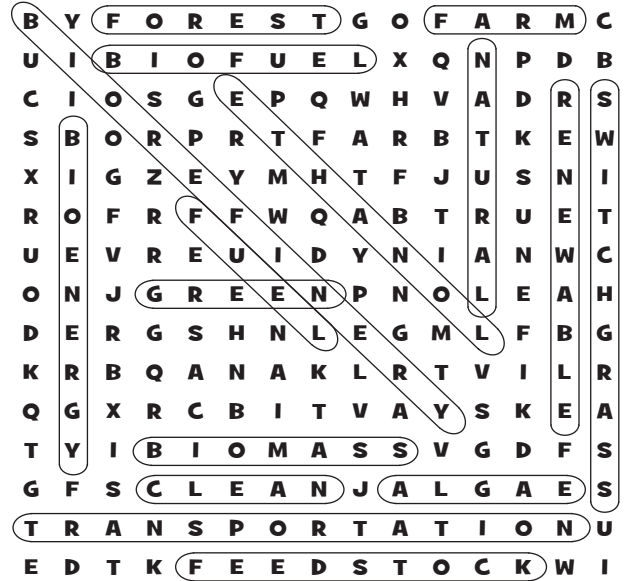 B Y F O R E S T G O F A R M C
U I B I O F U E L X Q N P D B
C I O S G E P Q W H V A D R S
S B O R P R T F A R B T K E W
X I G Z E Y M H T F J U S N I
R O F R F F W Q A B T R U E T
U E V R E U I D Y N I A N W C
O N J G R E E N P N O L E A H
D E R G S H N L E G M L F B G
K R B Q A N A K L R T V I L R
Q G X R C B I T V A Y S K E A
T Y I B I O M A S S V G D F S
G F S C L E A N J A L G A E S
T R A N S P O R T A T I O N U
E D T K F E E D S T O C K W I